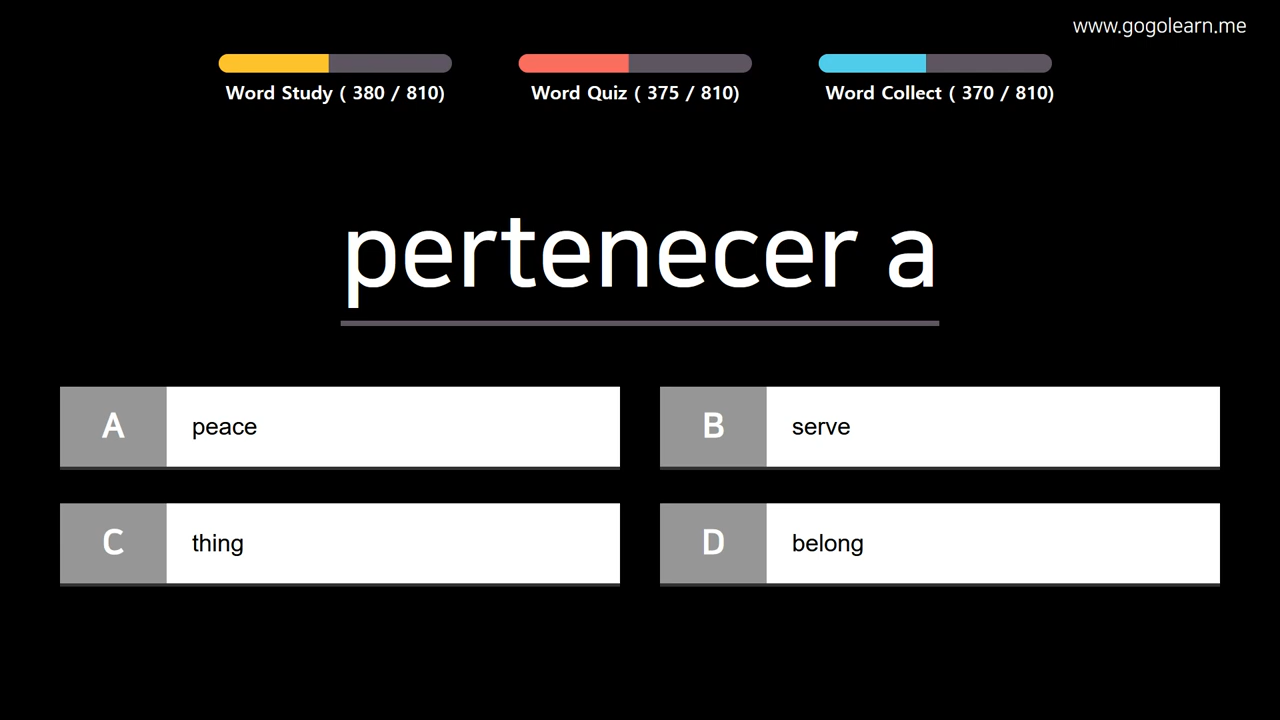 www.gogolearn.me
Word Study ( 380 / 810)
Word Quiz ( 375 / 810)
Word Collect ( 370 / 810)
pertenecer a
A peace
B serve
C thing
D belong